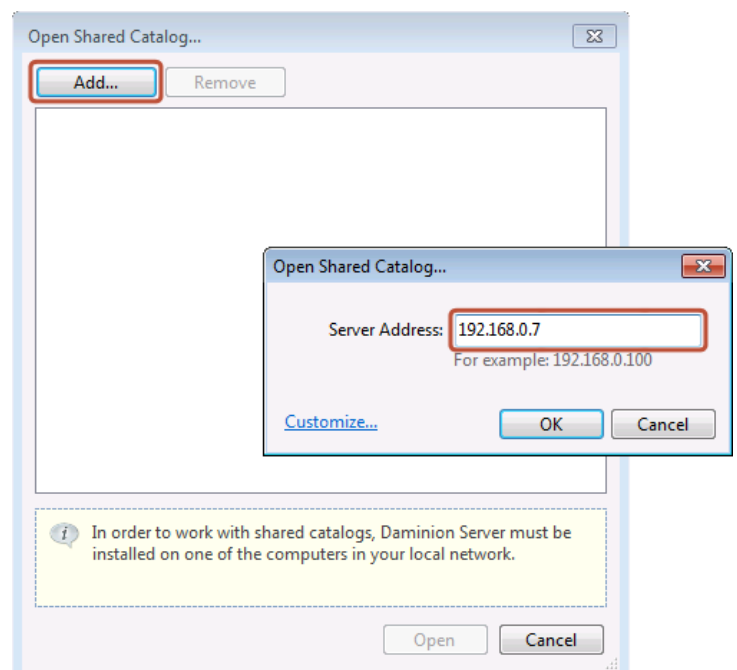 Open Shared Catalog...
Add...
Remove
Open Shared Catalog...
Server Address: 192.168.0.7
For example: 192.168.0.100
Customize...
OK
Cancel
In order to work with shared catalogs, Daminion Server must be
installed on one of the computers in your local network.
Open
Cancel